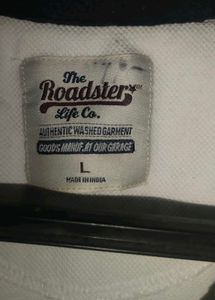 The
Roadster
Life Co.
AUTHENTIC WASHED GARMENT
GOODS MANUF. AT OUR GARAGE
L
MADE IN INDIA